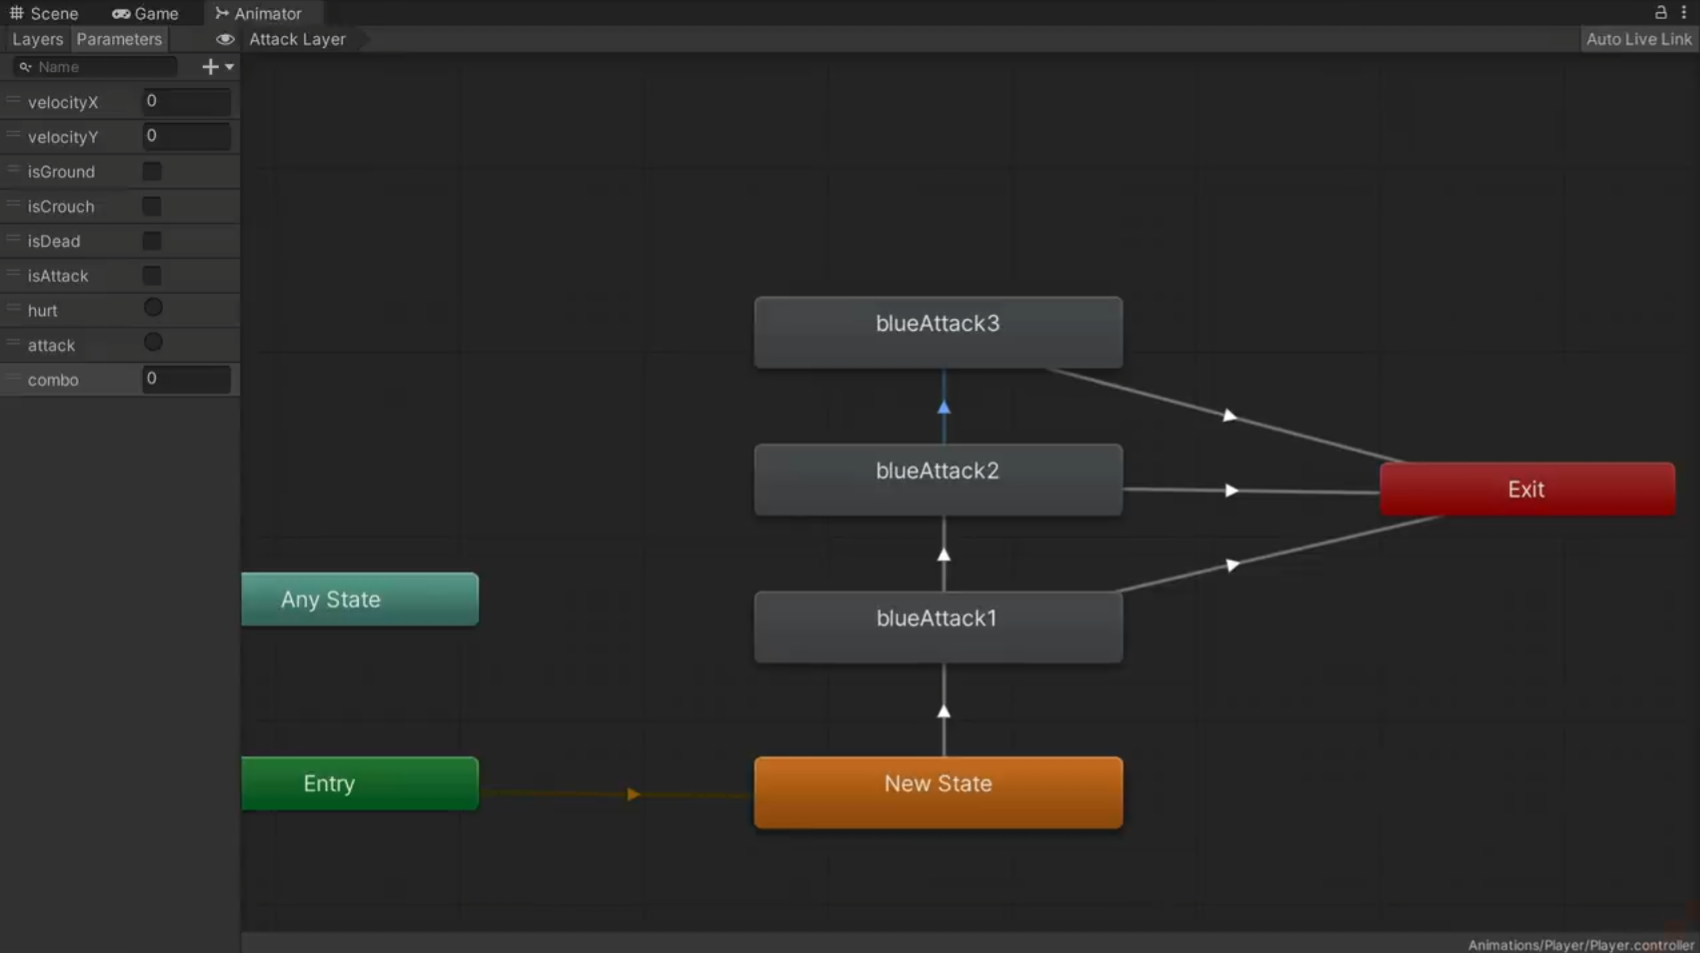 Scene Game Animator
Layers Parameters Attack Layer Auto Live Link
Name
velocityX 0
velocityY 0
isGround
isCrouch
isDead
isAttack
hurt
attack
combo 0
blueAttack3
blueAttack2
Exit
Any State
blueAttack1
Entry
New State
Animations/Player/Player.controller